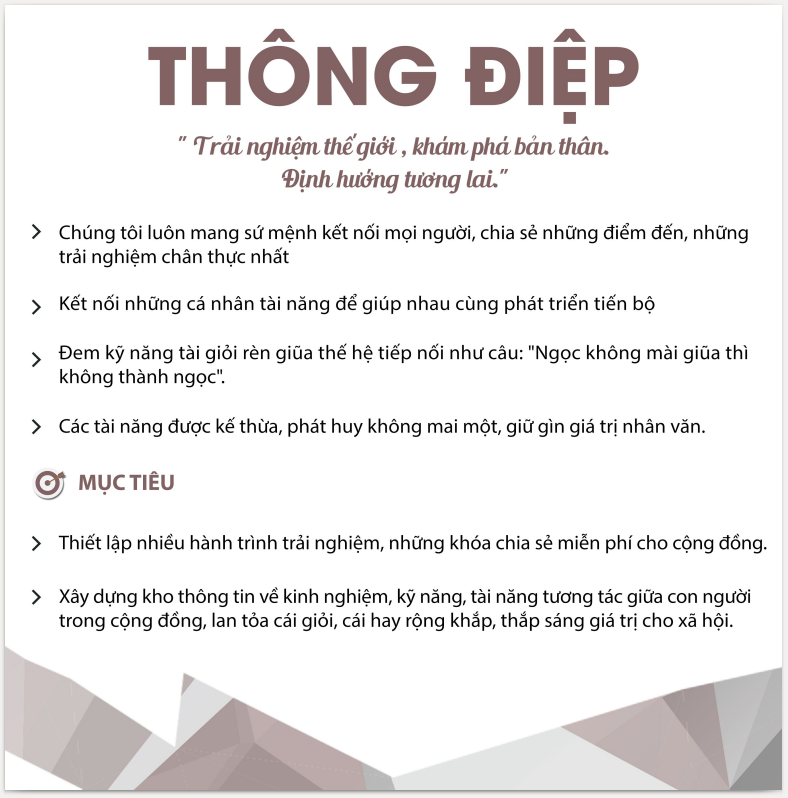 THÔNG ĐIỆP
" Trải nghiệm thế giới , khám phá bản thân.
Định hướng tương lai."
Chúng tôi luôn mang sứ mệnh kết nối mọi người, chia sẻ những điểm đến, những
trải nghiệm chân thực nhất
Kết nối những cá nhân tài năng để giúp nhau cùng phát triển tiến bộ
Đem kỹ năng tài giỏi rèn giũa thế hệ tiếp nối như câu: "Ngọc không mài giũa thì
không thành ngọc".
Các tài năng được kế thừa, phát huy không mai một, giữ gìn giá trị nhân văn.
MỤC TIÊU
Thiết lập nhiều hành trình trải nghiệm, những khóa chia sẻ miễn phí cho cộng đồng.
Xây dựng kho thông tin về kinh nghiệm, kỹ năng, tài năng tương tác giữa con người
trong cộng đồng, lan tỏa cái giỏi, cái hay rộng khắp, thắp sáng giá trị cho xã hội.